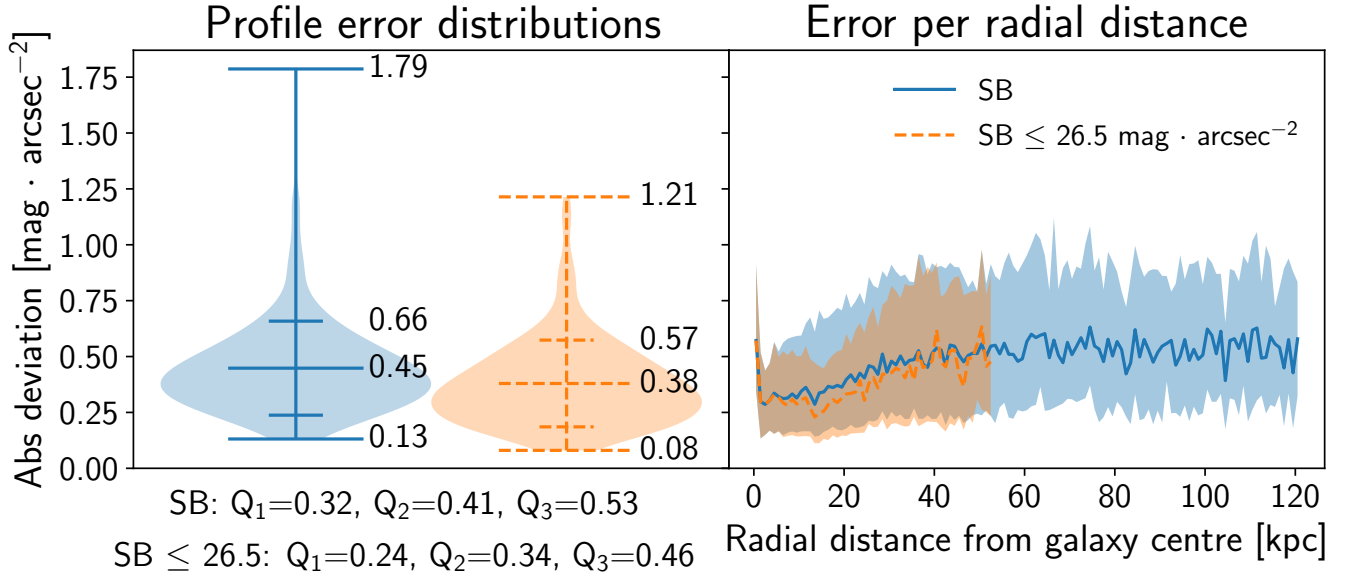 Profile error distributions
Error per radial distance
Abs deviation [mag · arcsec⁻²]
1.75
1.50
1.25
1.00
0.75
0.50
0.25
0.00
1.79
0.66
0.45
0.13
1.21
0.57
0.38
0.08
SB
SB ≤ 26.5 mag · arcsec⁻²
0 20 40 60 80 100 120
Radial distance from galaxy centre [kpc]
SB: Q₁=0.32, Q₂=0.41, Q₃=0.53
SB ≤ 26.5: Q₁=0.24, Q₂=0.34, Q₃=0.46